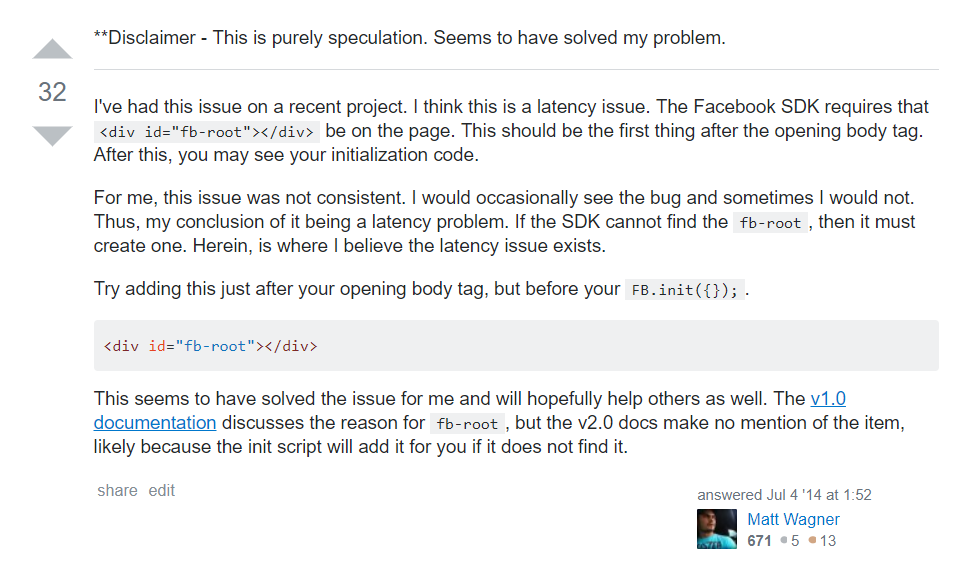 **Disclaimer - This is purely speculation. Seems to have solved my problem.
32
I've had this issue on a recent project. I think this is a latency issue. The Facebook SDK requires that
<div id="fb-root"></div> be on the page. This should be the first thing after the opening body tag.
After this, you may see your initialization code.
For me, this issue was not consistent. I would occasionally see the bug and sometimes I would not.
Thus, my conclusion of it being a latency problem. If the SDK cannot find the fb-root , then it must
create one. Herein, is where I believe the latency issue exists.
Try adding this just after your opening body tag, but before your FB.init({}); .
<div id="fb-root"></div>
This seems to have solved the issue for me and will hopefully help others as well. The v1.0
documentation discusses the reason for fb-root , but the v2.0 docs make no mention of the item,
likely because the init script will add it for you if it does not find it.
share edit
answered Jul 4 '14 at 1:52
Matt Wagner
671 5 13